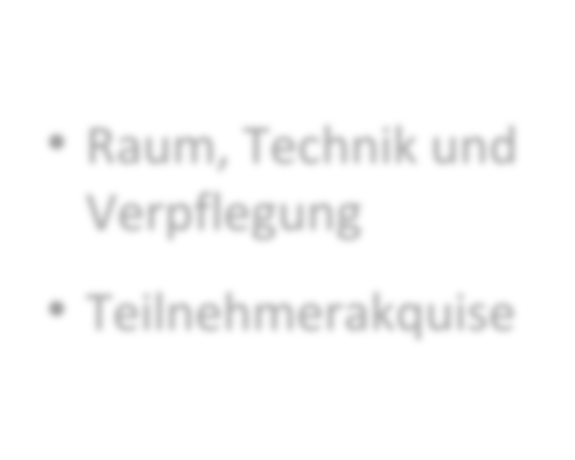 • Raum, Technik und
Verpflegung
• Teilnehmerakquise